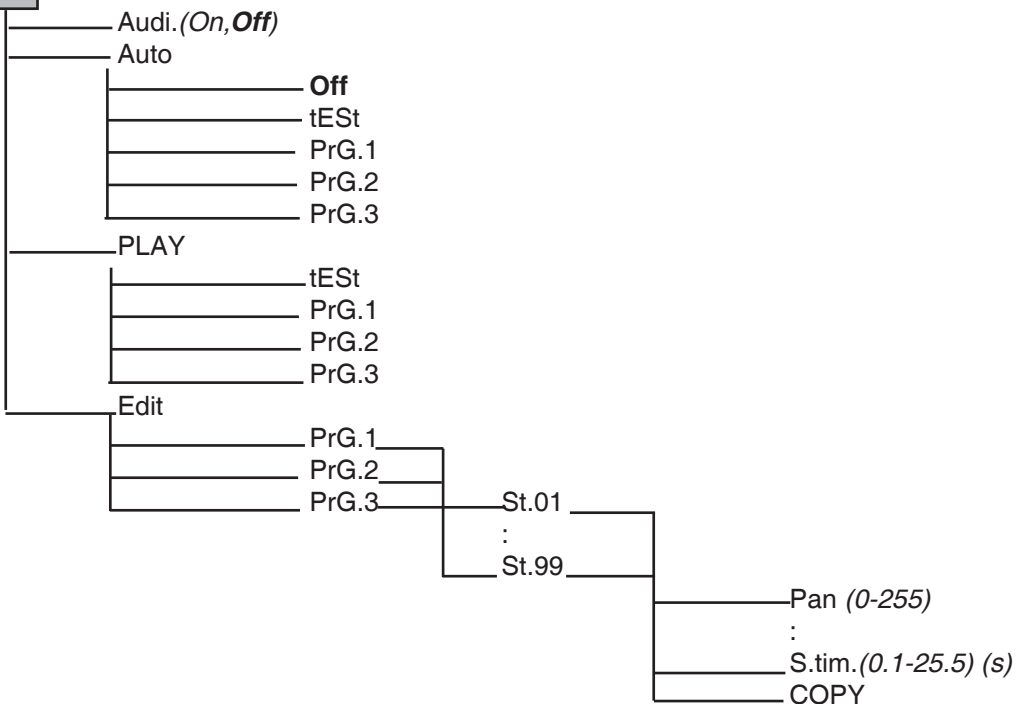 Audi.(On,Off)
Auto
Off
tESt
PrG.1
PrG.2
PrG.3
PLAY
tESt
PrG.1
PrG.2
PrG.3
Edit
PrG.1
PrG.2
PrG.3
St.01
:
St.99
Pan (0-255)
:
S.tim.(0.1-25.5) (s)
COPY